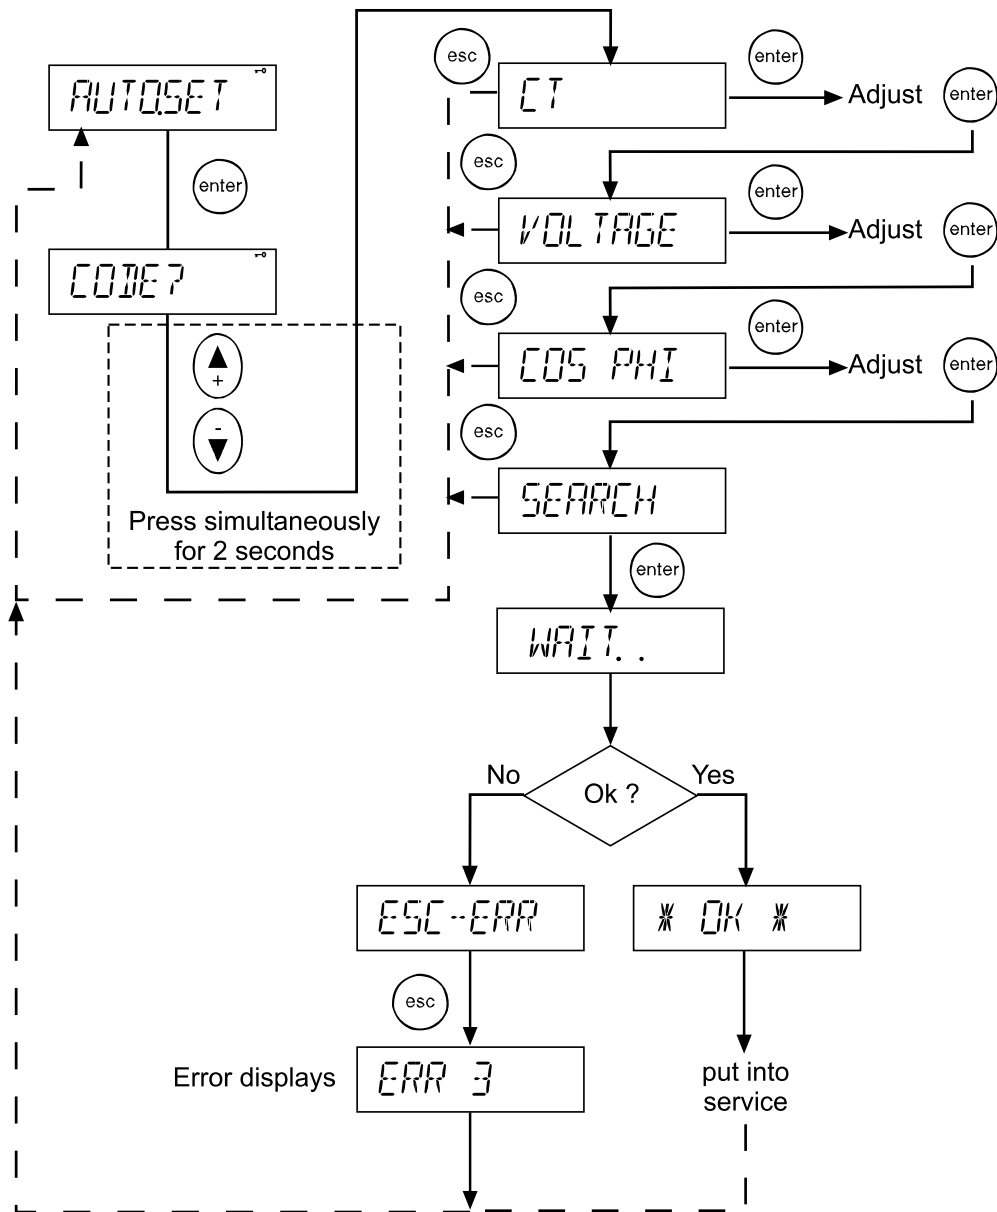 AUTO.SET
enter
CODE?
+
-
Press simultaneously
for 2 seconds
esc
CT
enter
Adjust
enter
esc
VOLTAGE
enter
Adjust
enter
esc
COS PHI
enter
Adjust
enter
esc
SEARCH
enter
WAIT..
Ok ?
No
Yes
ESC-ERR
* OK *
esc
Error displays
ERR 3
put into
service